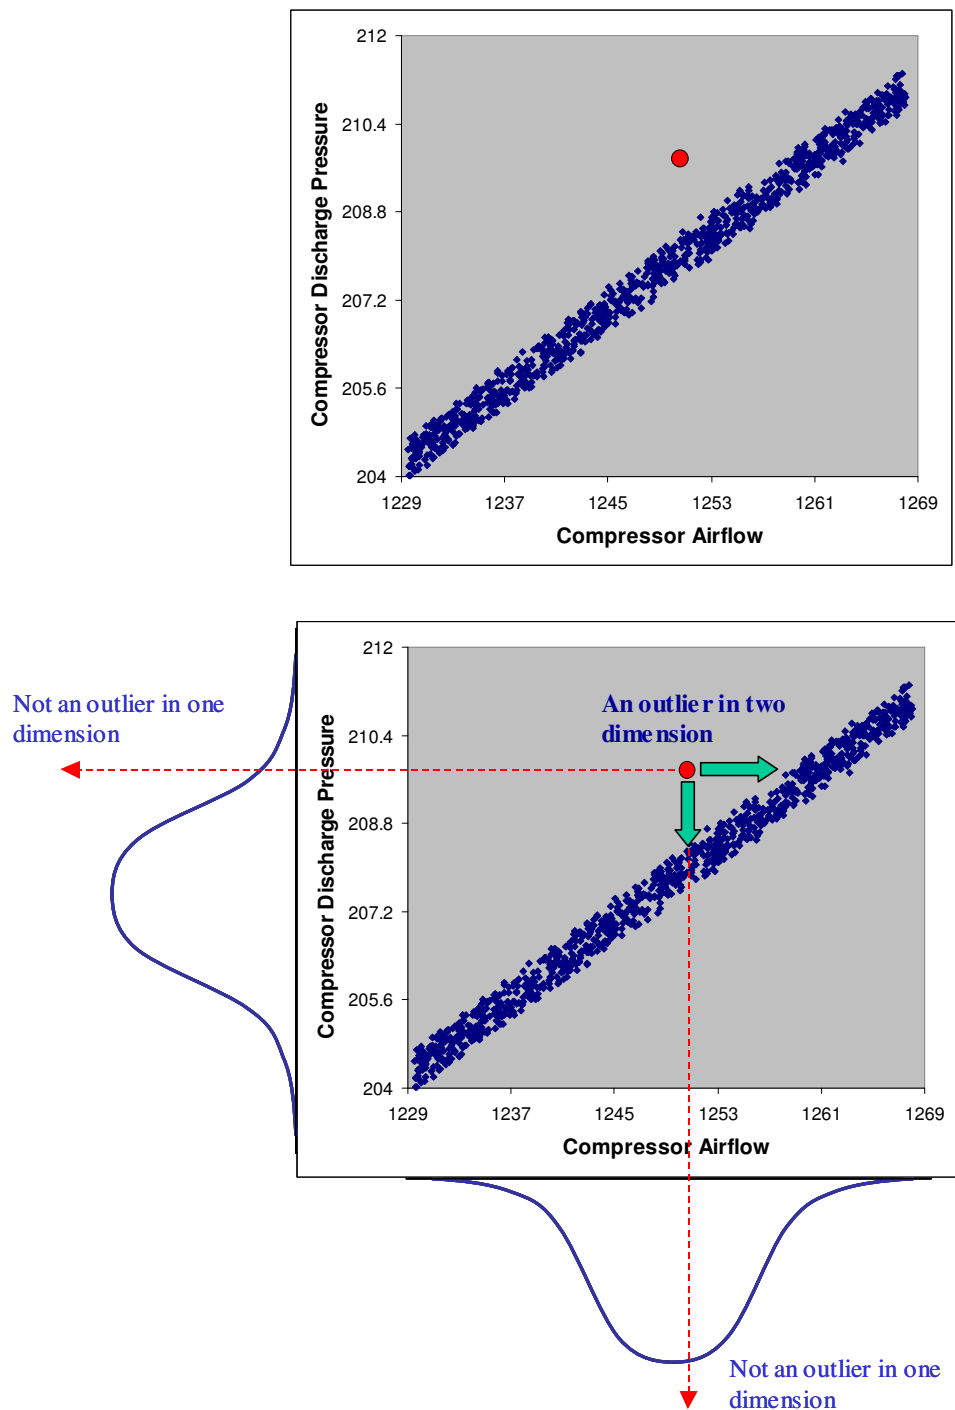 212
210.4
208.8
207.2
205.6
204
Compressor Discharge Pressure
1229 1237 1245 1253 1261 1269
Compressor Airflow
212
210.4
208.8
207.2
205.6
204
Compressor Discharge Pressure
Not an outlier in one
dimension
An outlier in two
dimension
1229 1237 1245 1253 1261 1269
Compressor Airflow
Not an outlier in one
dimension